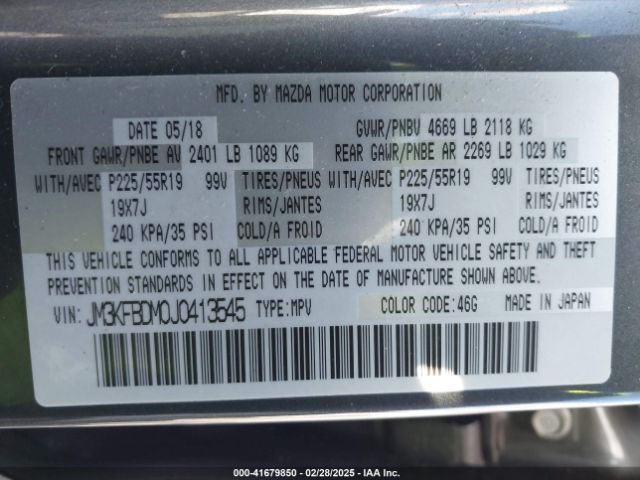 MFD. BY MAZDA MOTOR CORPORATION
DATE 05/18 GVWR/PNBV 4669 LB 2118 KG
FRONT GAWR/PNBE AV 2401 LB 1089 KG REAR GAWR/PNBE AR 2269 LB 1029 KG
WITH/AVEC P225/55R19 99V TIRES/PNEUS WITH/AVEC P225/55R19 99V TIRES/PNEUS
19X7J RIMS/JANTES 19X7J RIMS/JANTES
240 KPA/35 PSI COLD/A FROID 240 KPA/35 PSI COLD/A FROID
THIS VEHICLE CONFORMS TO ALL APPLICABLE FEDERAL MOTOR VEHICLE SAFETY AND THEFT
PREVENTION STANDARDS IN EFFECT ON THE DATE OF MANUFACTURE SHOWN ABOVE.
VIN: JM3KFBDM0J0413545 TYPE:MPV COLOR CODE:46G MADE IN JAPAN
000-41679850 | 02/28/2025 | IAA Inc.